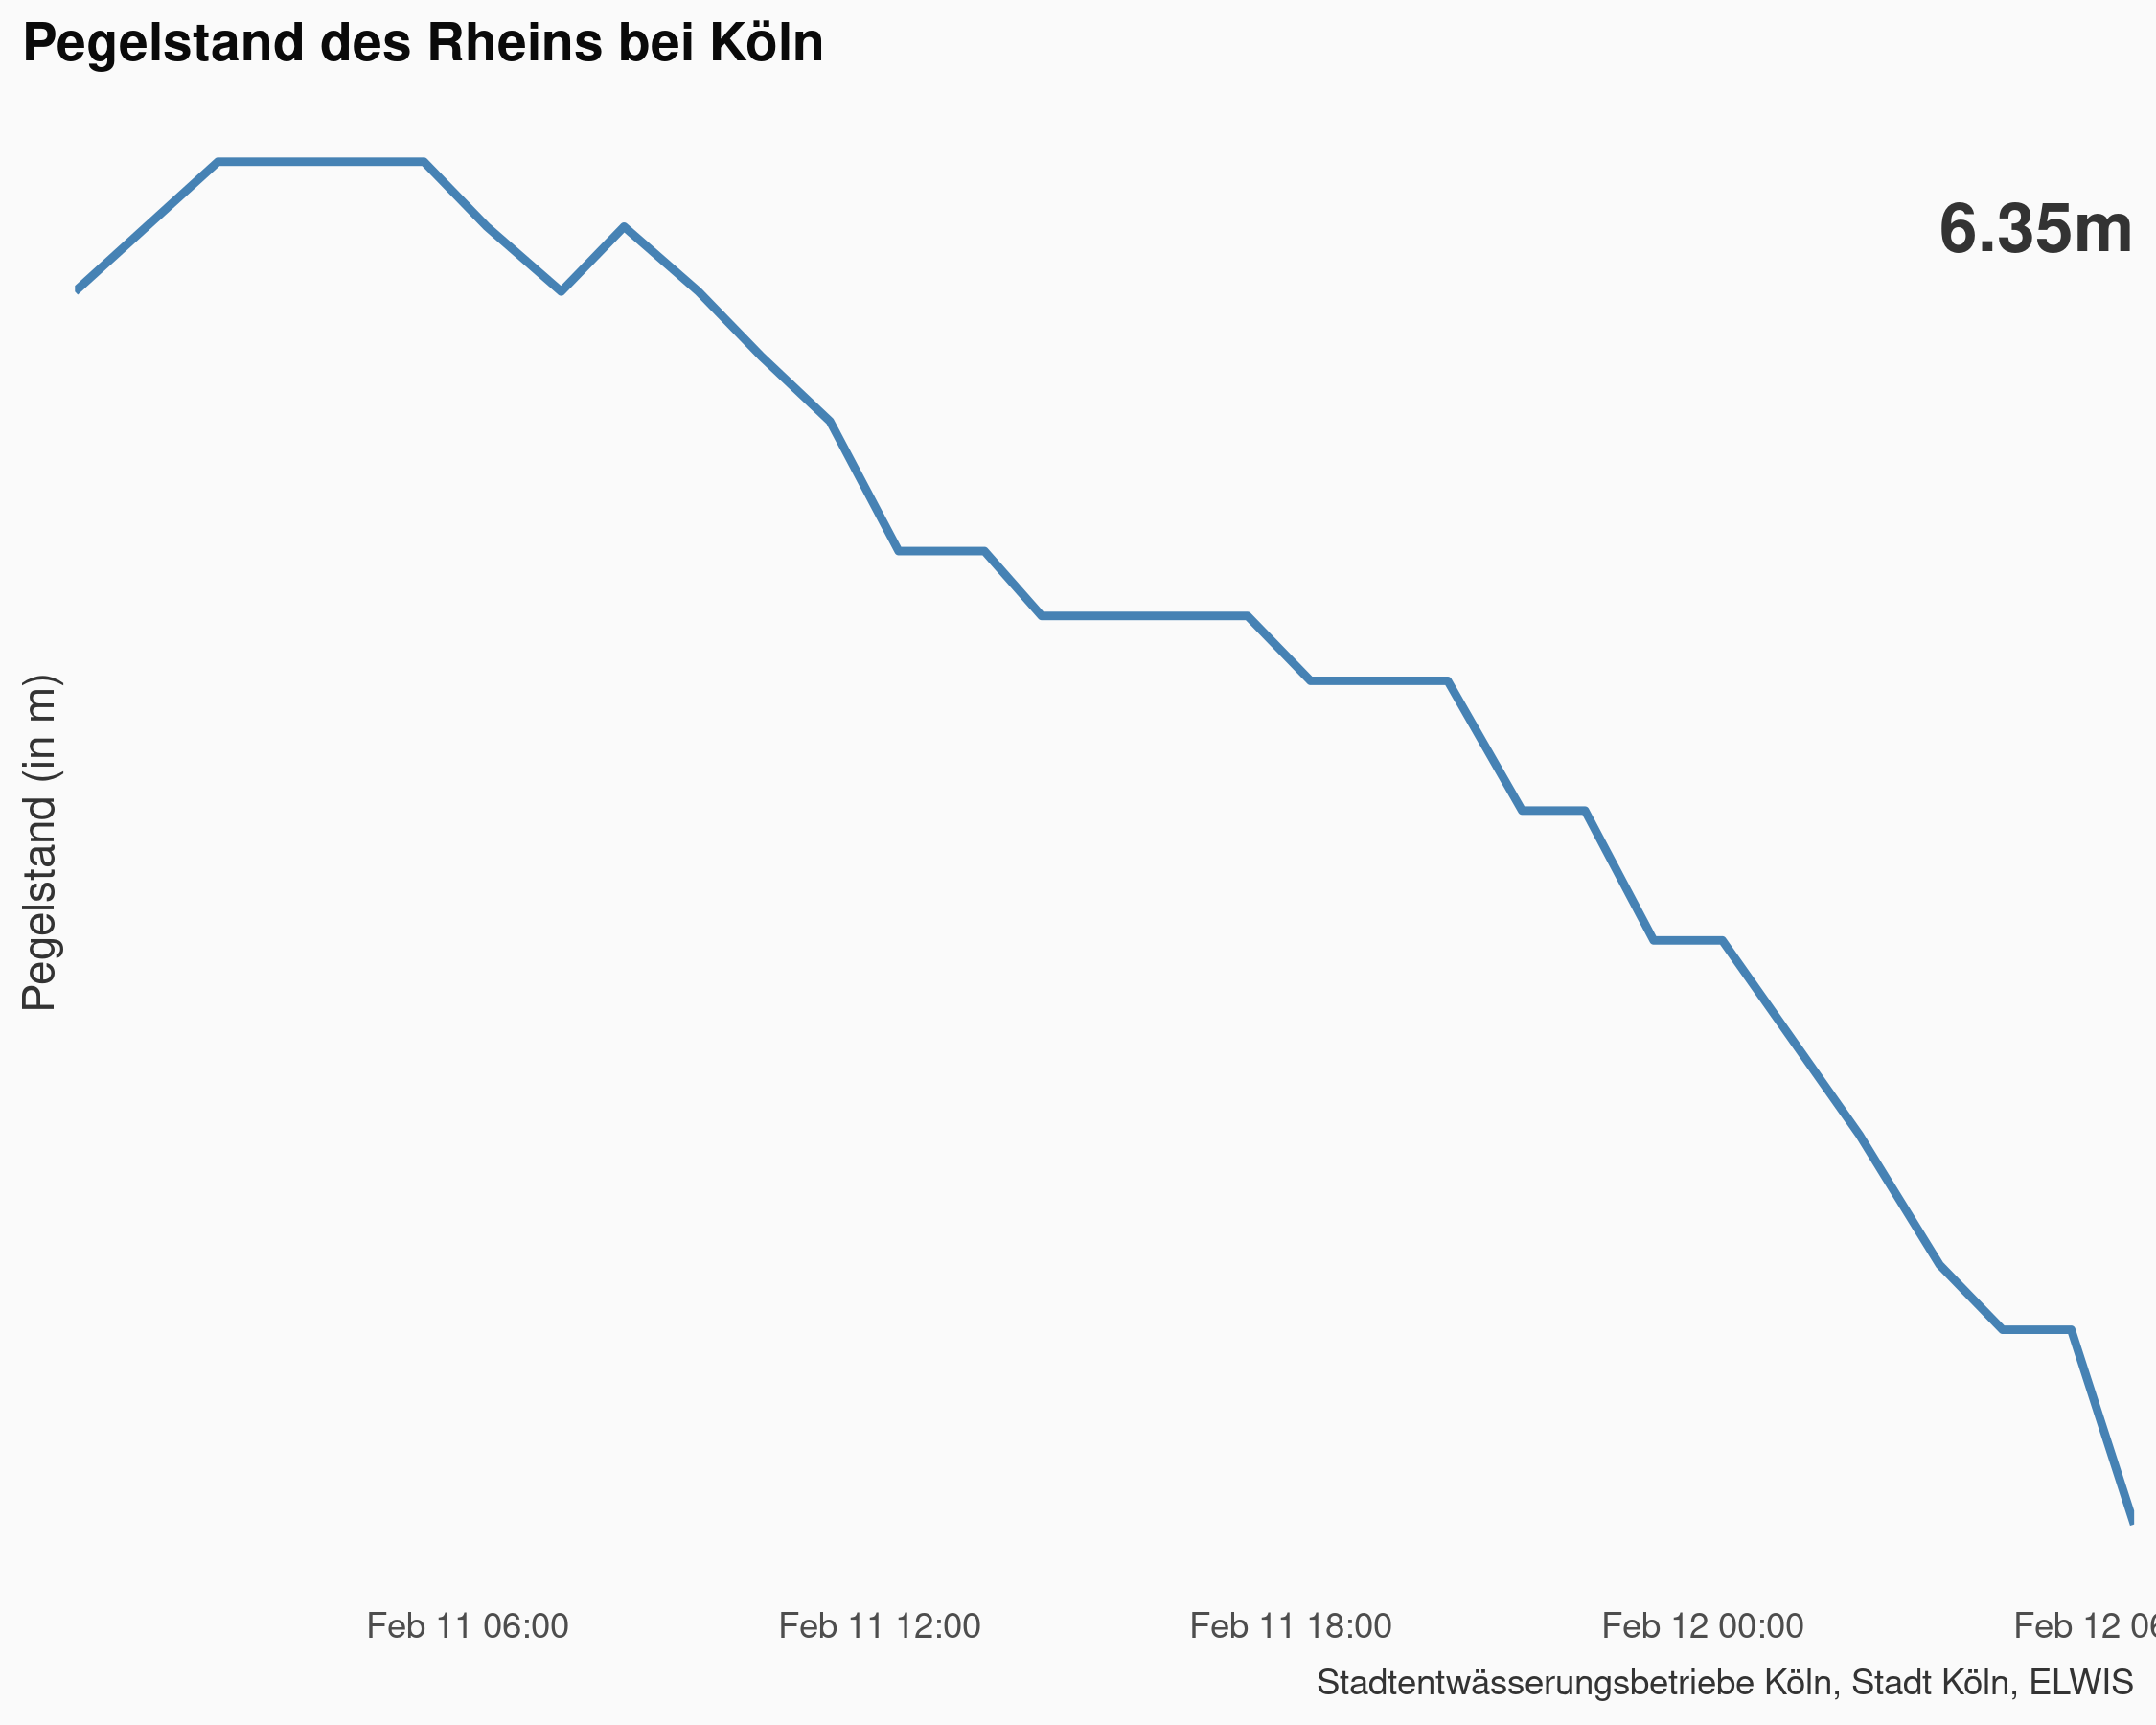 Pegelstand des Rheins bei Köln
6.35m
Pegelstand (in m)
Feb 11 06:00 Feb 11 12:00 Feb 11 18:00 Feb 12 00:00 Feb 12 06
Stadtentwässerungsbetriebe Köln, Stadt Köln, ELWIS